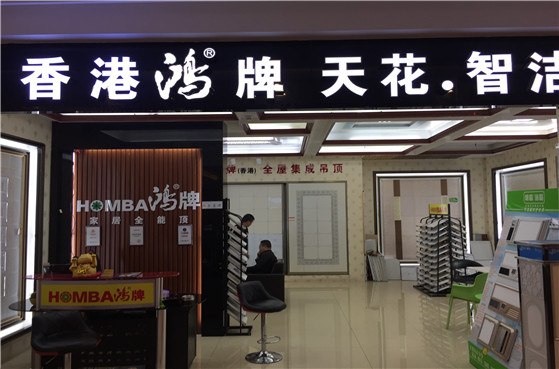 香港鸿®牌 天花·智洁
牌(香港) 全屋集成吊顶
HOMBA鸿®牌
家居全能顶
HOMBA鸿牌